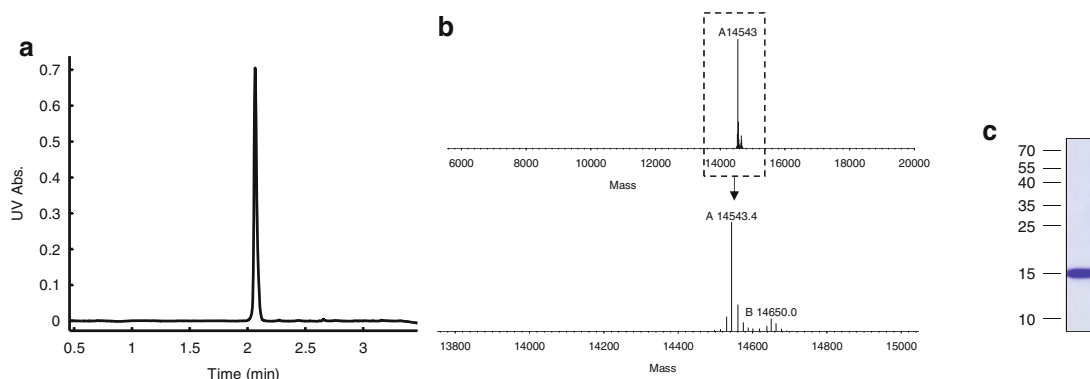 a
0.7
0.6
0.5
0.4
0.3
0.2
0.1
0
UV Abs.
0.5 1 1.5 2 2.5 3
Time (min)
b
A14543
6000 8000 10000 12000 14000 16000 18000 20000
Mass
A 14543.4
B 14650.0
13800 14000 14200 14400 14600 14800 15000
Mass
c
70
55
40
35
25
15
10